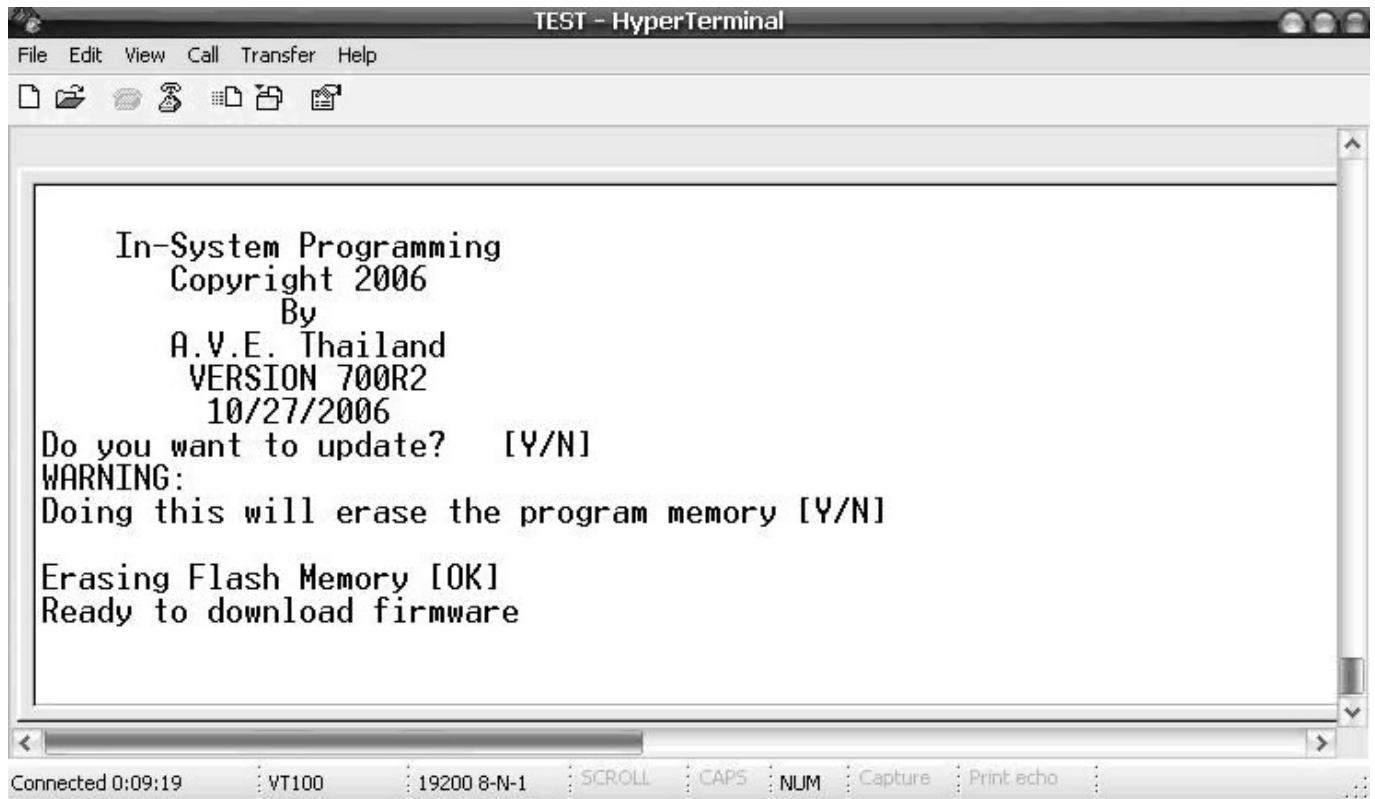 TEST - HyperTerminal
File Edit View Call Transfer Help
In-System Programming
Copyright 2006
By
A.V.E. Thailand
VERSION 700R2
10/27/2006
Do you want to update? [Y/N]
WARNING:
Doing this will erase the program memory [Y/N]
Erasing Flash Memory [OK]
Ready to download firmware
Connected 0:09:19 VT100 19200 8-N-1 SCROLL CAPS NUM Capture Print echo